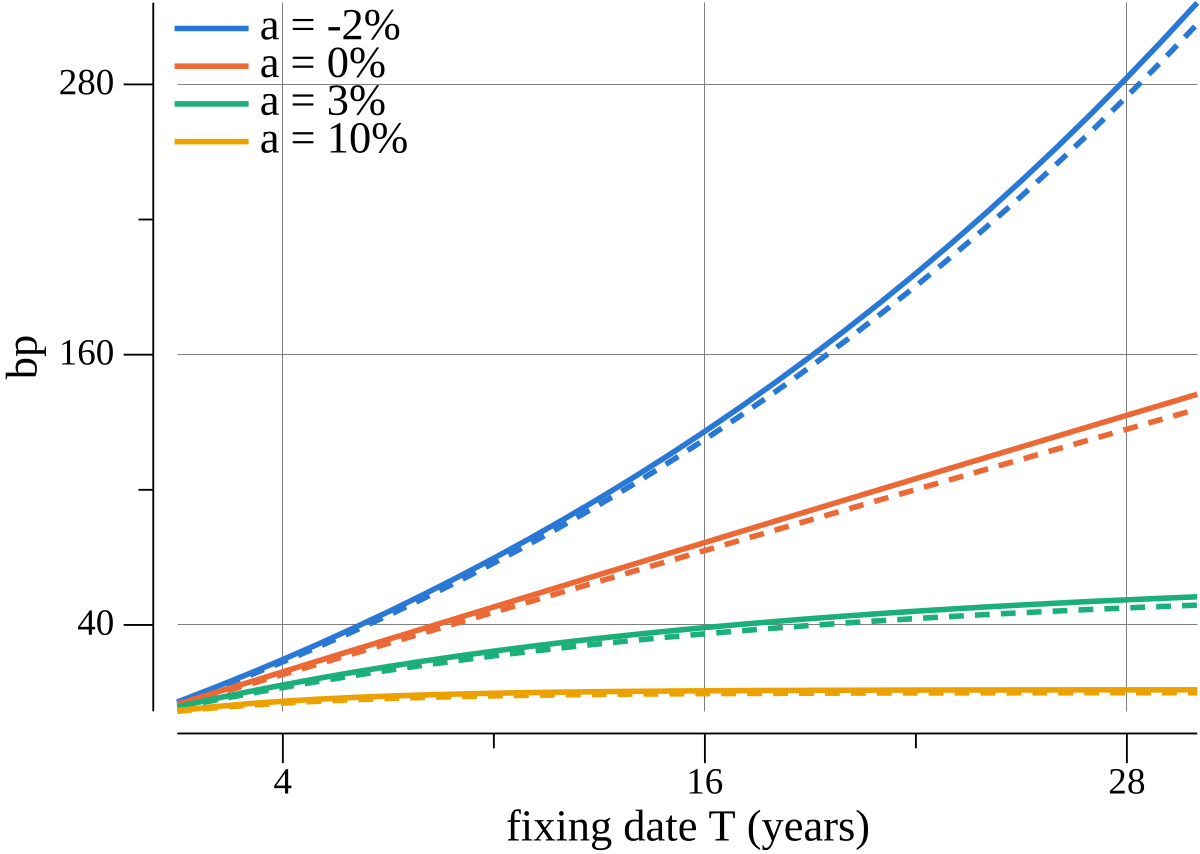 a = -2%
a = 0%
a = 3%
a = 10%
280
160
40
bp
4 16 28
fixing date T (years)